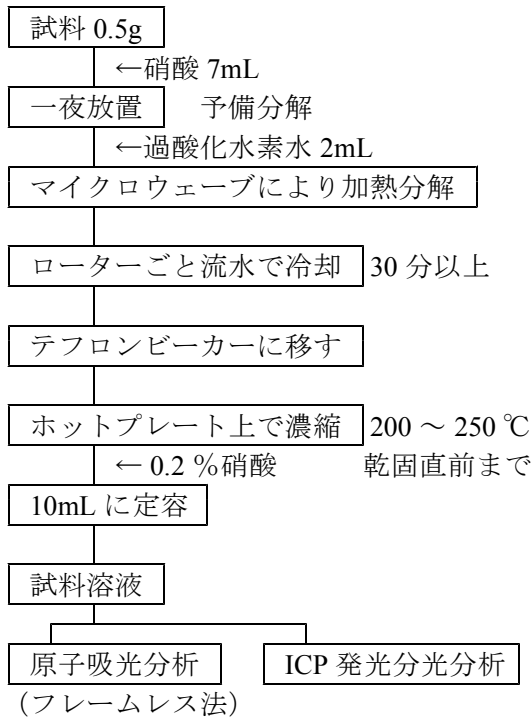 試料 0.5g
←硝酸 7mL
一夜放置 予備分解
←過酸化水素水 2mL
マイクロウェーブにより加熱分解
ローターごと流水で冷却 30 分以上
テフロンビーカーに移す
ホットプレート上で濃縮 200 ～ 250 ℃
← 0.2 %硝酸 乾固直前まで
10mL に定容
試料溶液
原子吸光分析 ICP 発光分光分析
(フレームレス法)